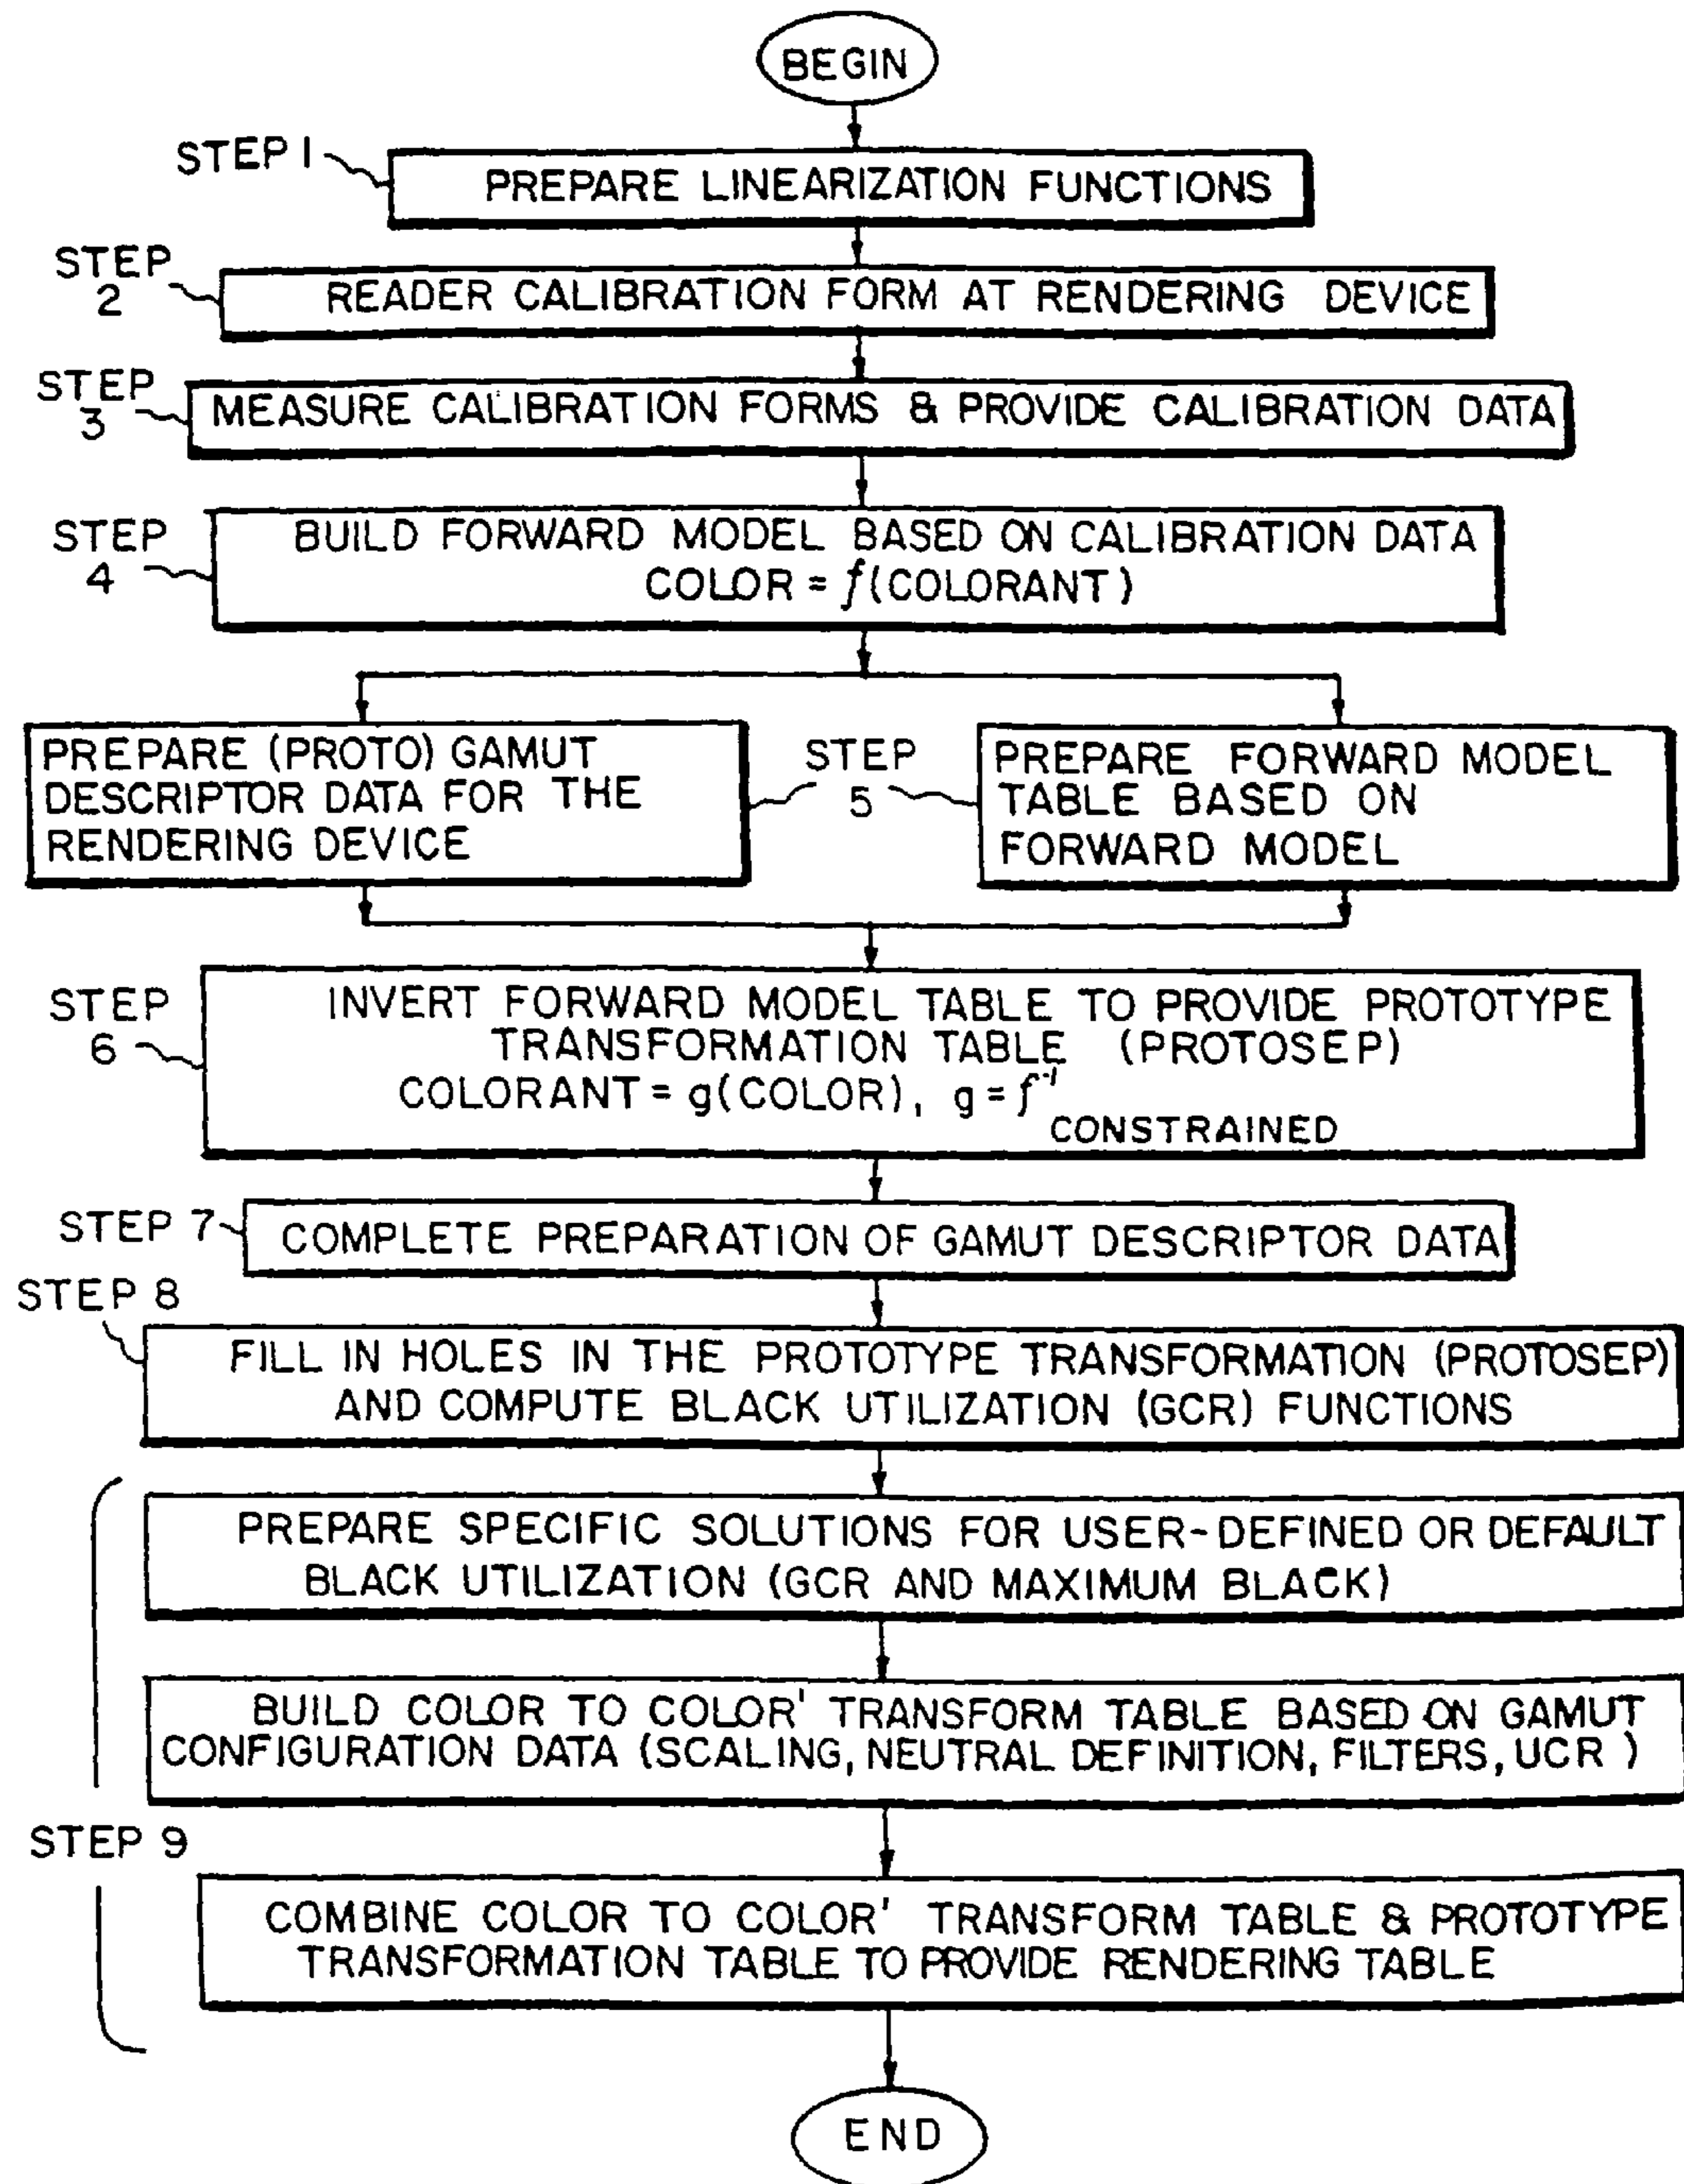 BEGIN
STEP 1
PREPARE LINEARIZATION FUNCTIONS
STEP
2
READER CALIBRATION FORM AT RENDERING DEVICE
STEP
3
MEASURE CALIBRATION FORMS & PROVIDE CALIBRATION DATA
STEP
4
BUILD FORWARD MODEL BASED ON CALIBRATION DATA
COLOR = f(COLORANT)
PREPARE (PROTO) GAMUT
DESCRIPTOR DATA FOR THE
RENDERING DEVICE
STEP
5
PREPARE FORWARD MODEL
TABLE BASED ON
FORWARD MODEL
STEP
6
INVERT FORWARD MODEL TABLE TO PROVIDE PROTOTYPE
TRANSFORMATION TABLE (PROTOSEP)
COLORANT = g(COLOR), g = f⁻¹
CONSTRAINED
STEP 7
COMPLETE PREPARATION OF GAMUT DESCRIPTOR DATA
STEP 8
FILL IN HOLES IN THE PROTOTYPE TRANSFORMATION (PROTOSEP)
AND COMPUTE BLACK UTILIZATION (GCR) FUNCTIONS
PREPARE SPECIFIC SOLUTIONS FOR USER-DEFINED OR DEFAULT
BLACK UTILIZATION (GCR AND MAXIMUM BLACK)
BUILD COLOR TO COLOR' TRANSFORM TABLE BASED ON GAMUT
CONFIGURATION DATA (SCALING, NEUTRAL DEFINITION, FILTERS, UCR)
STEP 9
COMBINE COLOR TO COLOR' TRANSFORM TABLE & PROTOTYPE
TRANSFORMATION TABLE TO PROVIDE RENDERING TABLE
END